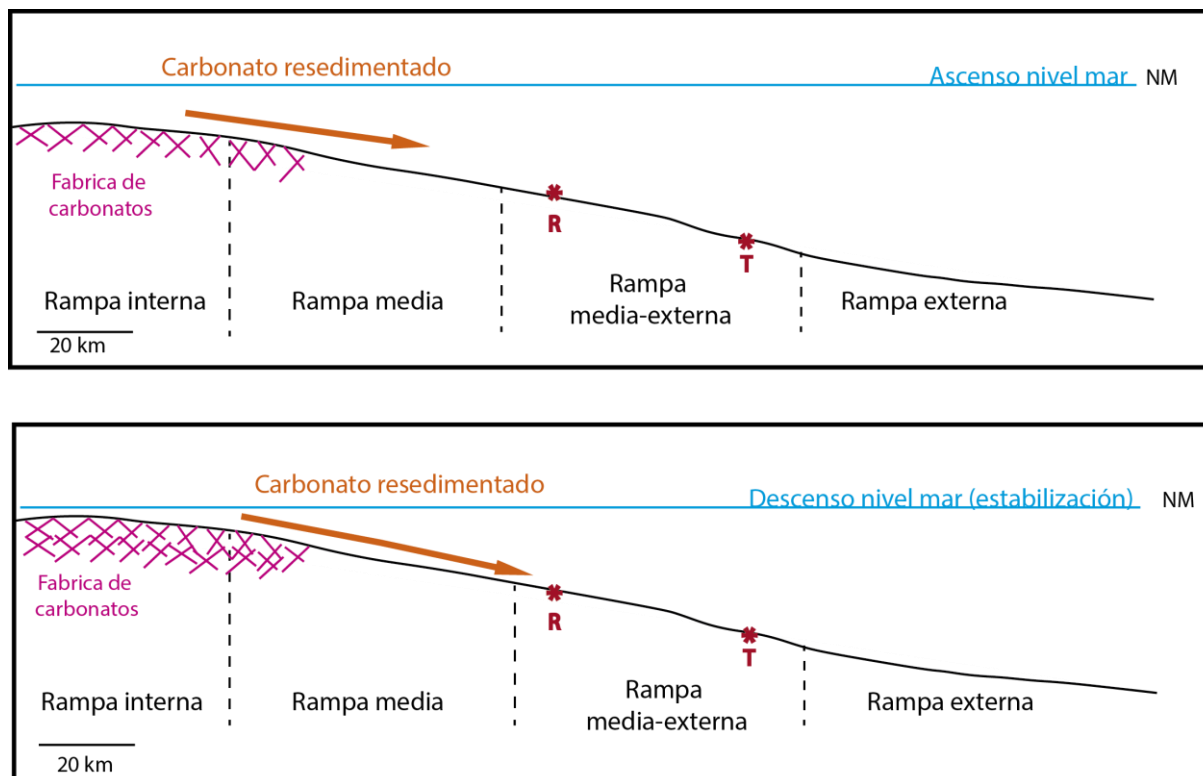 Carbonato resedimentado
Ascenso nivel mar NM
Fabrica de
carbonatos
R
T
Rampa interna
Rampa media
Rampa
media-externa
Rampa externa
20 km
Carbonato resedimentado
Descenso nivel mar (estabilización) NM
Fabrica de
carbonatos
R
T
Rampa interna
Rampa media
Rampa
media-externa
Rampa externa
20 km